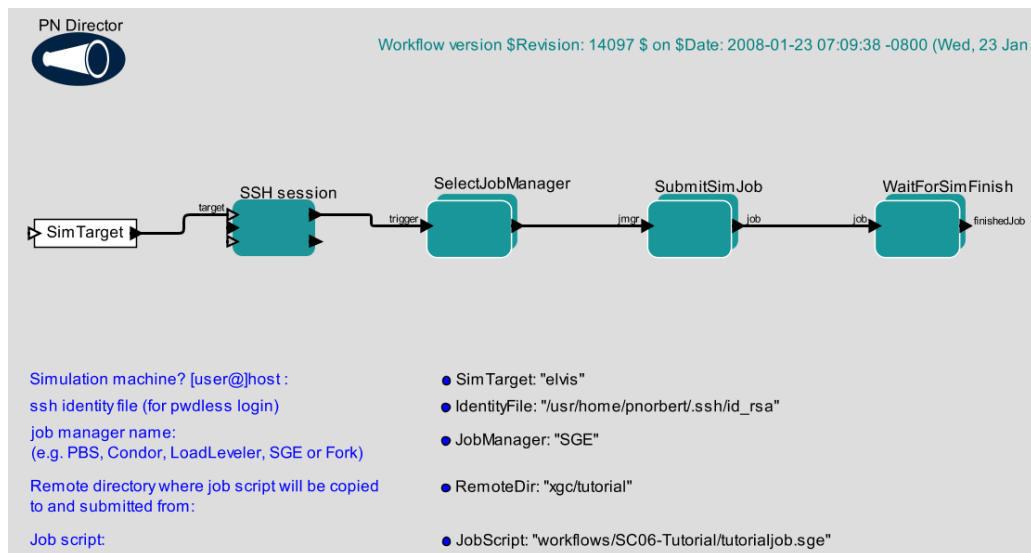 PN Director
Workflow version $Revision: 14097 $ on $Date: 2008-01-23 07:09:38 -0800 (Wed, 23 Jan
SimTarget
target
SSH session
trigger
SelectJobManager
jmgr
SubmitSimJob
job
job
WaitForSimFinish
finishedJob
Simulation machine? [user@]host :
SimTarget: "elvis"
ssh identity file (for pwdless login)
IdentityFile: "/usr/home/pnorbert/.ssh/id_rsa"
job manager name:
(e.g. PBS, Condor, LoadLeveler, SGE or Fork)
JobManager: "SGE"
Remote directory where job script will be copied
to and submitted from:
RemoteDir: "xgc/tutorial"
Job script:
JobScript: "workflows/SC06-Tutorial/tutorialjob.sge"